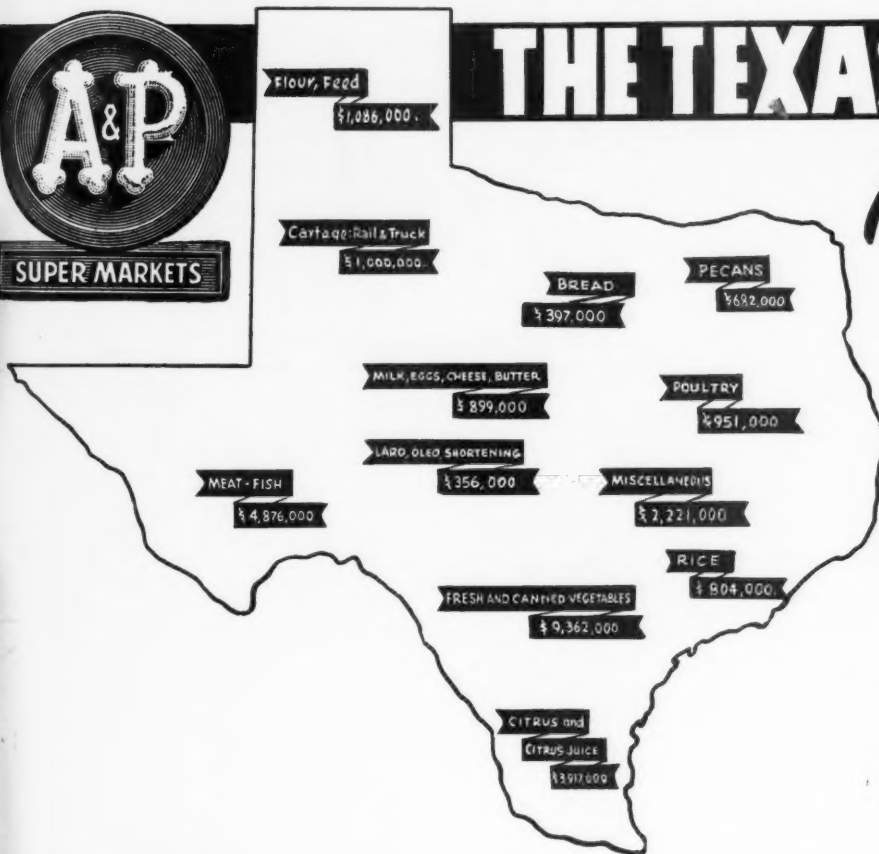 A&P
SUPER MARKETS
THE TEXAS
Flour, Feed
$1,086,000.
Cartage: Rail & Truck
$1,000,000.
BREAD
$397,000
PECANS
$682,000
MILK, EGGS, CHEESE, BUTTER
$899,000
POULTRY
$951,000
LARD, OLEO, SHORTENING
$356,000
MEAT-FISH
$4,876,000
MISCELLANEOUS
$2,221,000
RICE
$804,000.
FRESH AND CANNED VEGETABLES
$9,362,000
CITRUS and
CITRUS JUICE
$3917,000